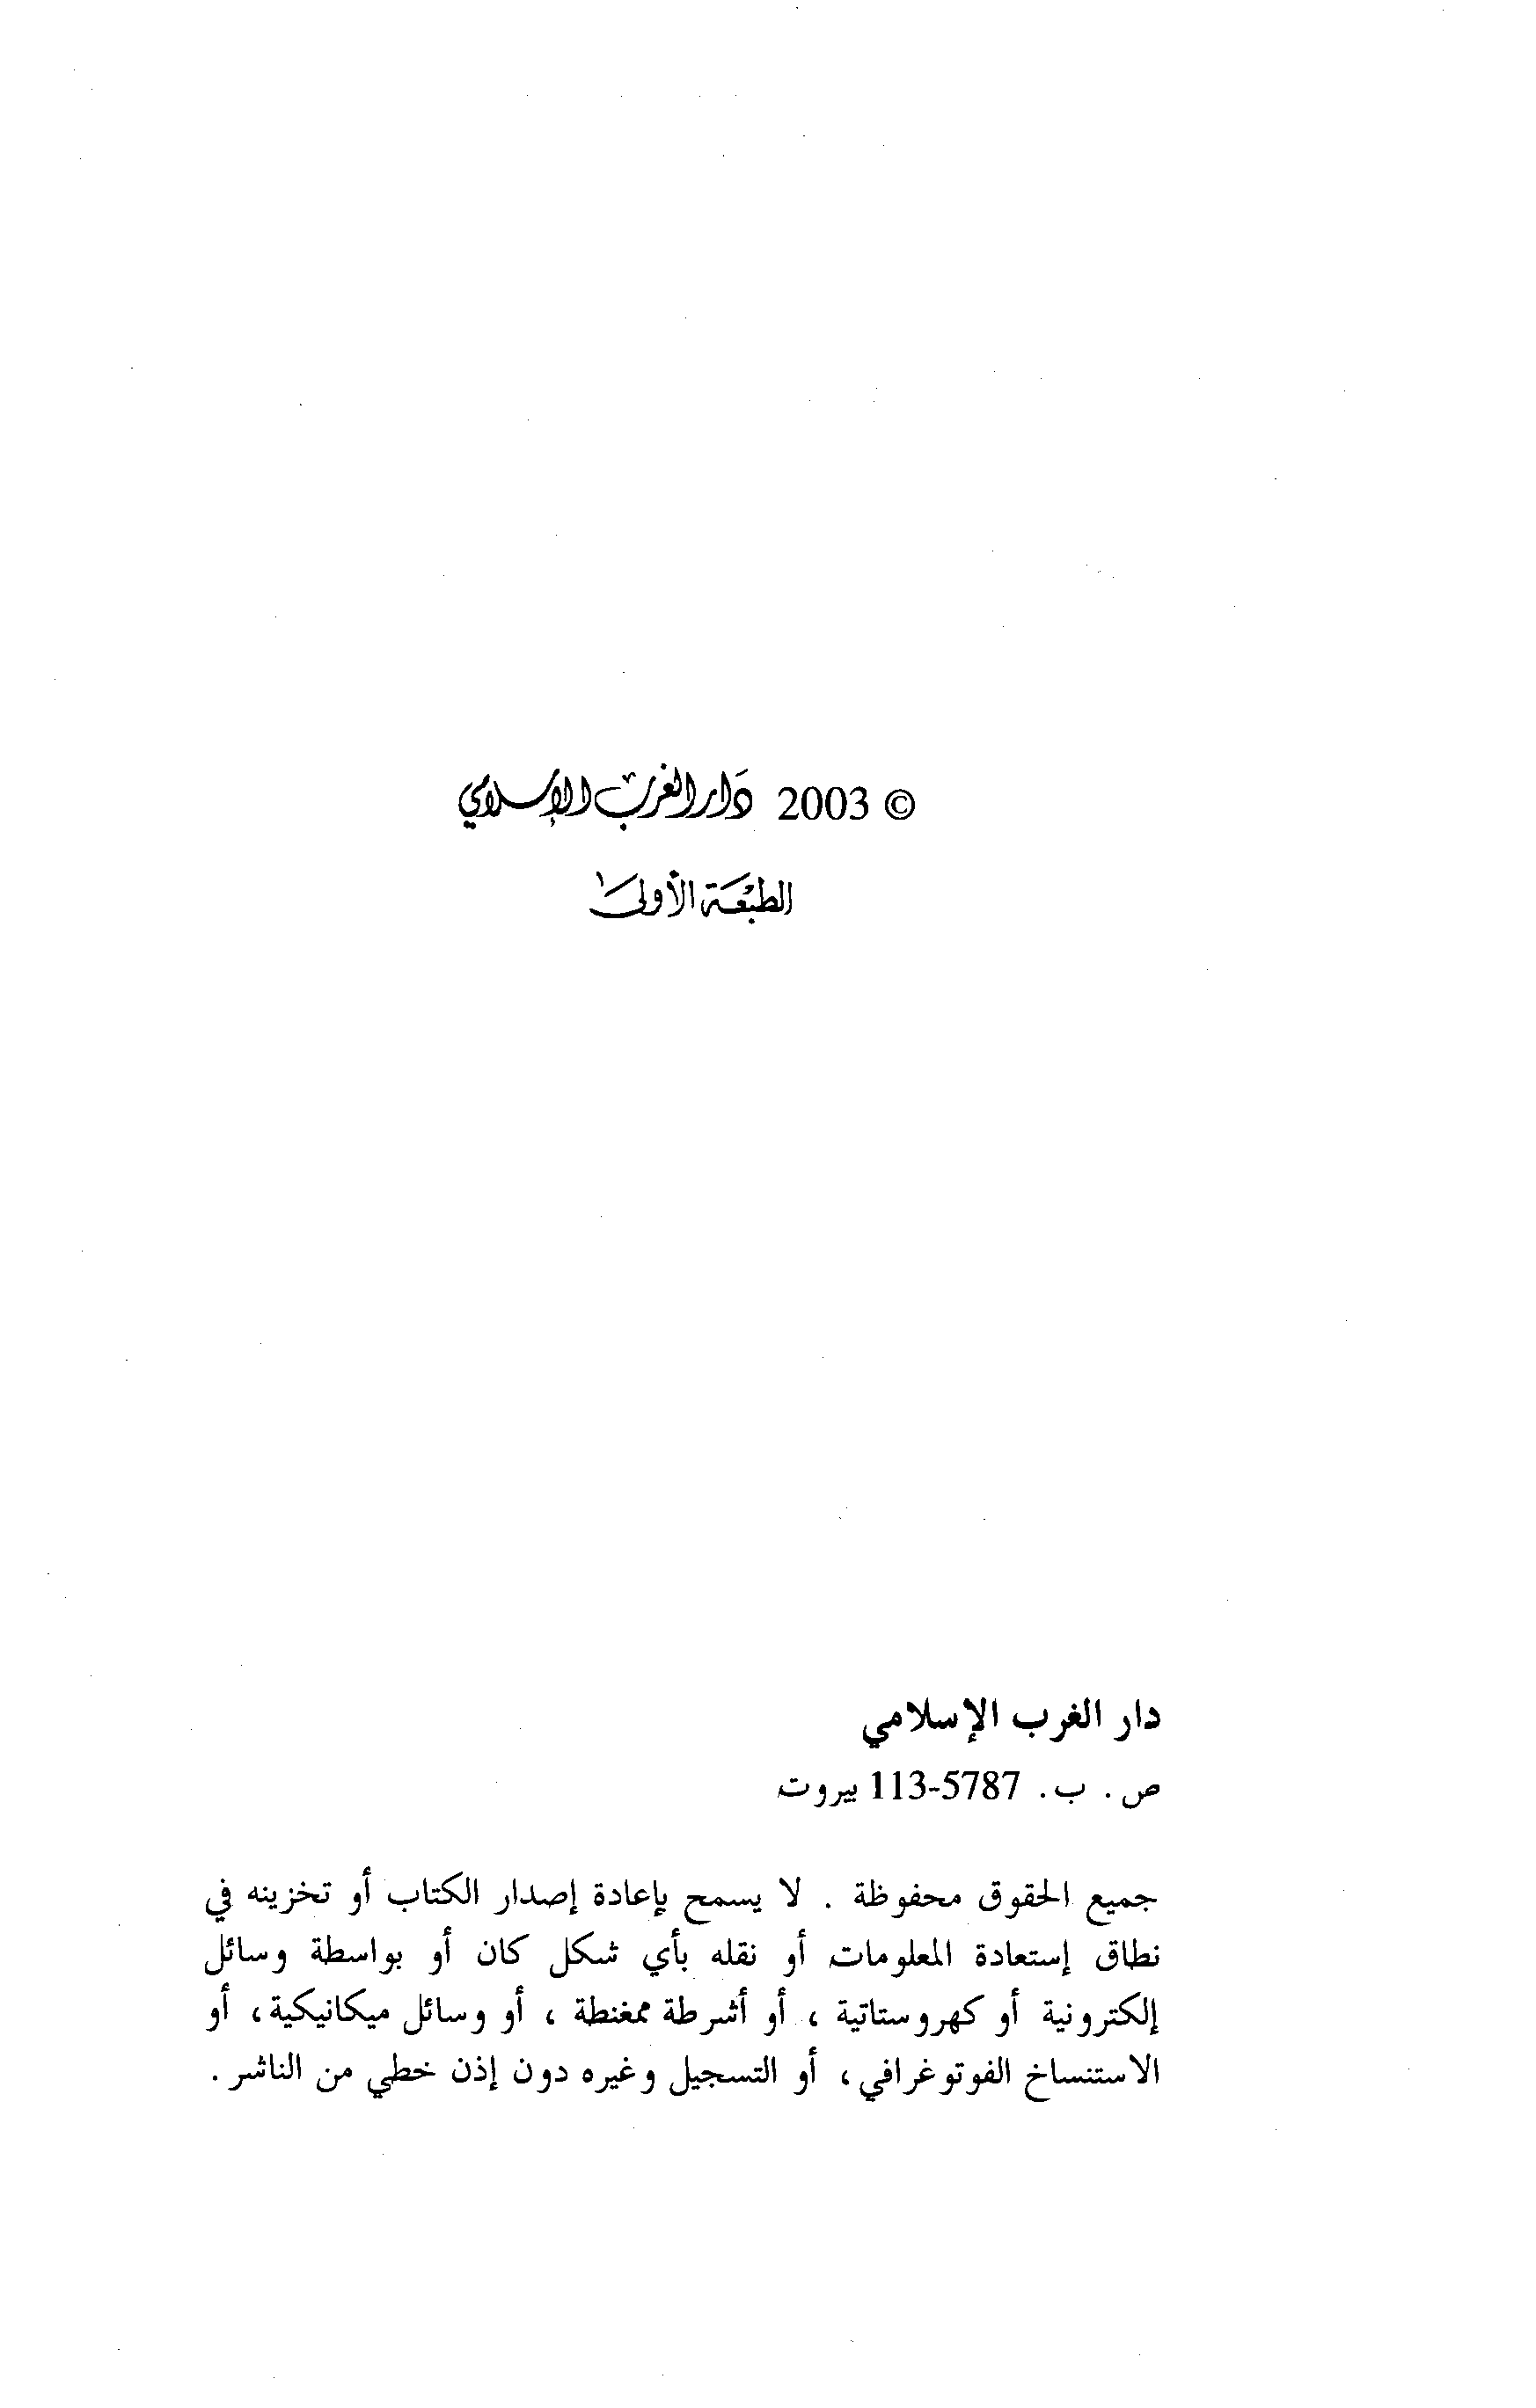 © 2003 دَار الغرب الإسلامي
الطبعَة الأولى
دار الغرب الإسلامي
ص . ب . 5787-113 بيروت
جميع الحقوق محفوظة . لا يسمح بإعادة إصدار الكتاب أو تخزينه في
نطاق إستعادة المعلومات أو نقله بأي شكل كان أو بواسطة وسائل
إلكترونية أو كهروستاتية ، أو أشرطة ممغنطة ، أو وسائل ميكانيكية، أو
الاستنساخ الفوتوغرافي، أو التسجيل وغيره دون إذن خطي من الناشر .